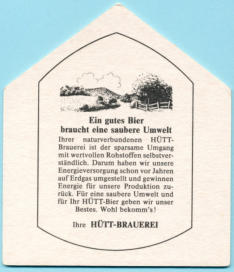 Ein gutes Bier
braucht eine saubere Umwelt
Ihrer naturverbundenen HÜTT-
Brauerei ist der sparsame Umgang
mit wertvollen Rohstoffen selbstver-
ständlich. Darum haben wir unsere
Energieversorgung schon vor Jahren
auf Erdgas umgestellt und gewinnen
Energie für unsere Produktion zu-
rück. Für eine saubere Umwelt und
für Ihr HÜTT-Bier geben wir unser
Bestes. Wohl bekomm's!
Ihre HÜTT-BRAUEREI